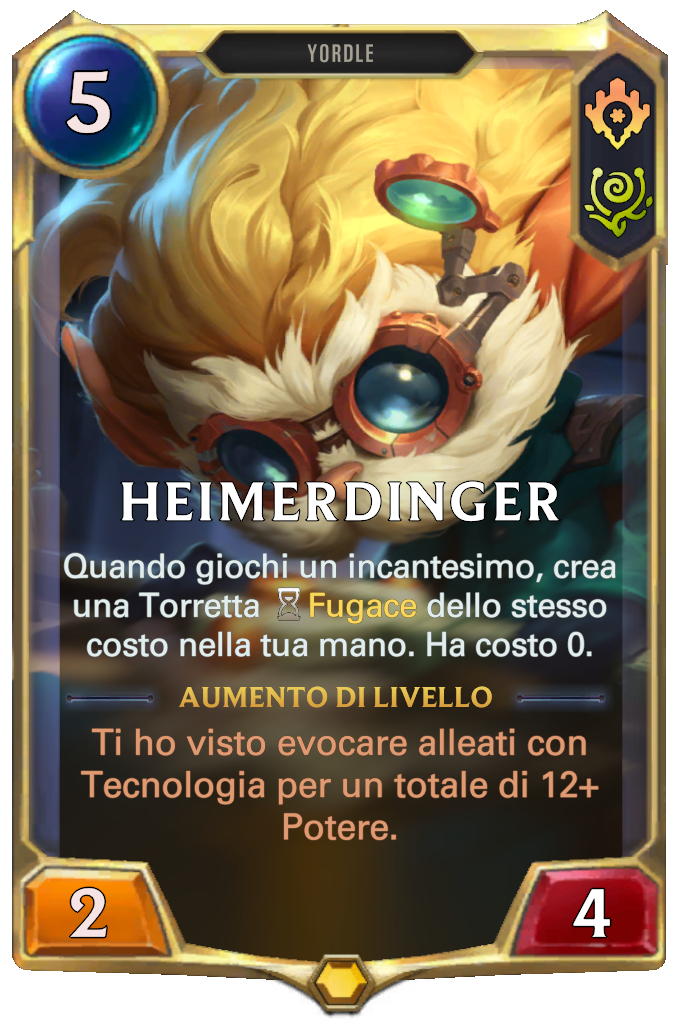 YORDLE
5
HEIMERDINGER
Quando giochi un incantesimo, crea
una Torretta Fugace dello stesso
costo nella tua mano. Ha costo 0.
AUMENTO DI LIVELLO
Ti ho visto evocare alleati con
Tecnologia per un totale di 12+
Potere.
2
4